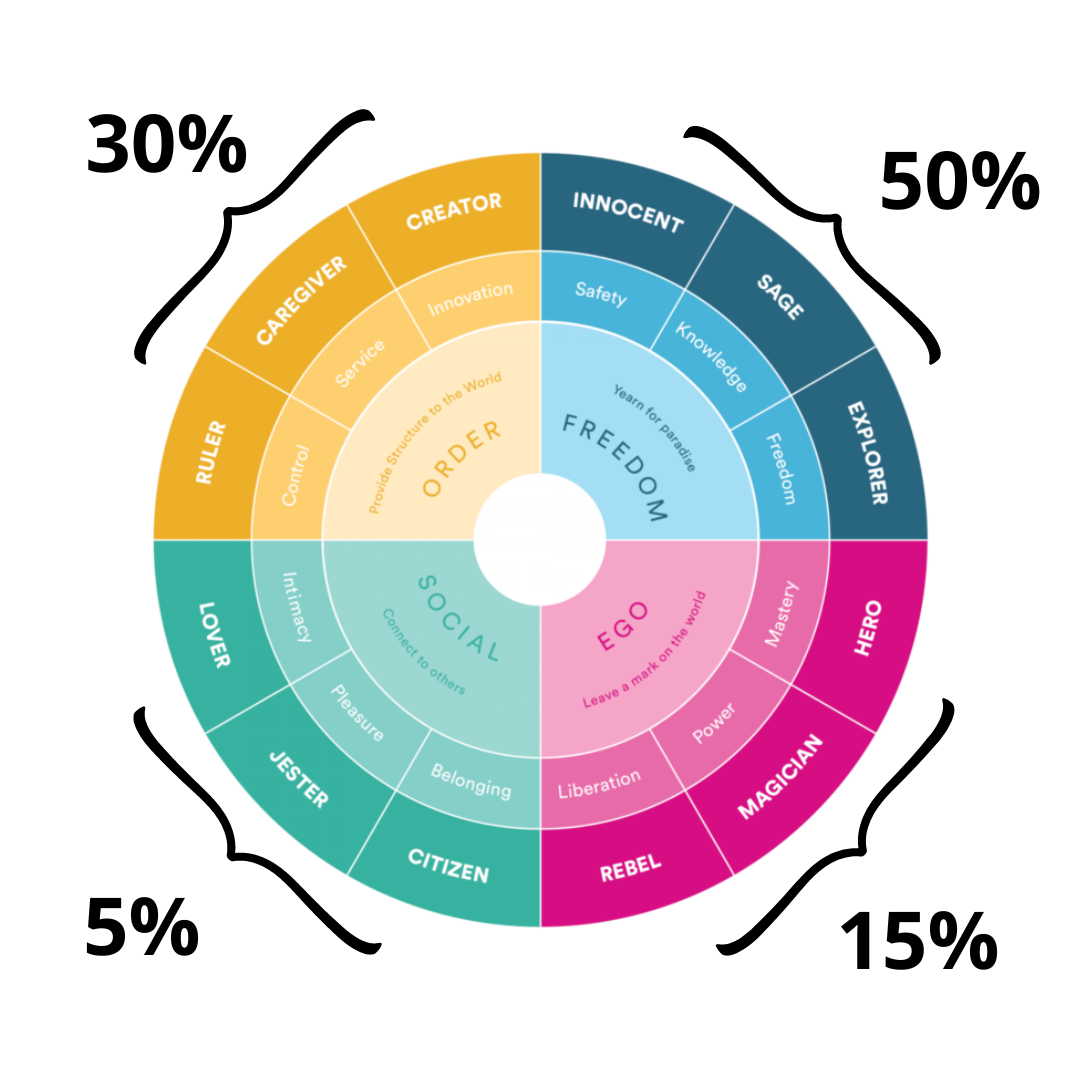 30%
50%
CREATOR
INNOCENT
CAREGIVER
SAGE
RULER
EXPLORER
Innovation
Safety
Service
Knowledge
Control
Freedom
Provide Structure to the World
ORDER
Yearn for paradise
FREEDOM
SOCIAL
Connect to others
EGO
Leave a mark on the world
Intimacy
Mastery
Pleasure
Power
Belonging
Liberation
LOVER
HERO
JESTER
MAGICIAN
CITIZEN
REBEL
5%
15%